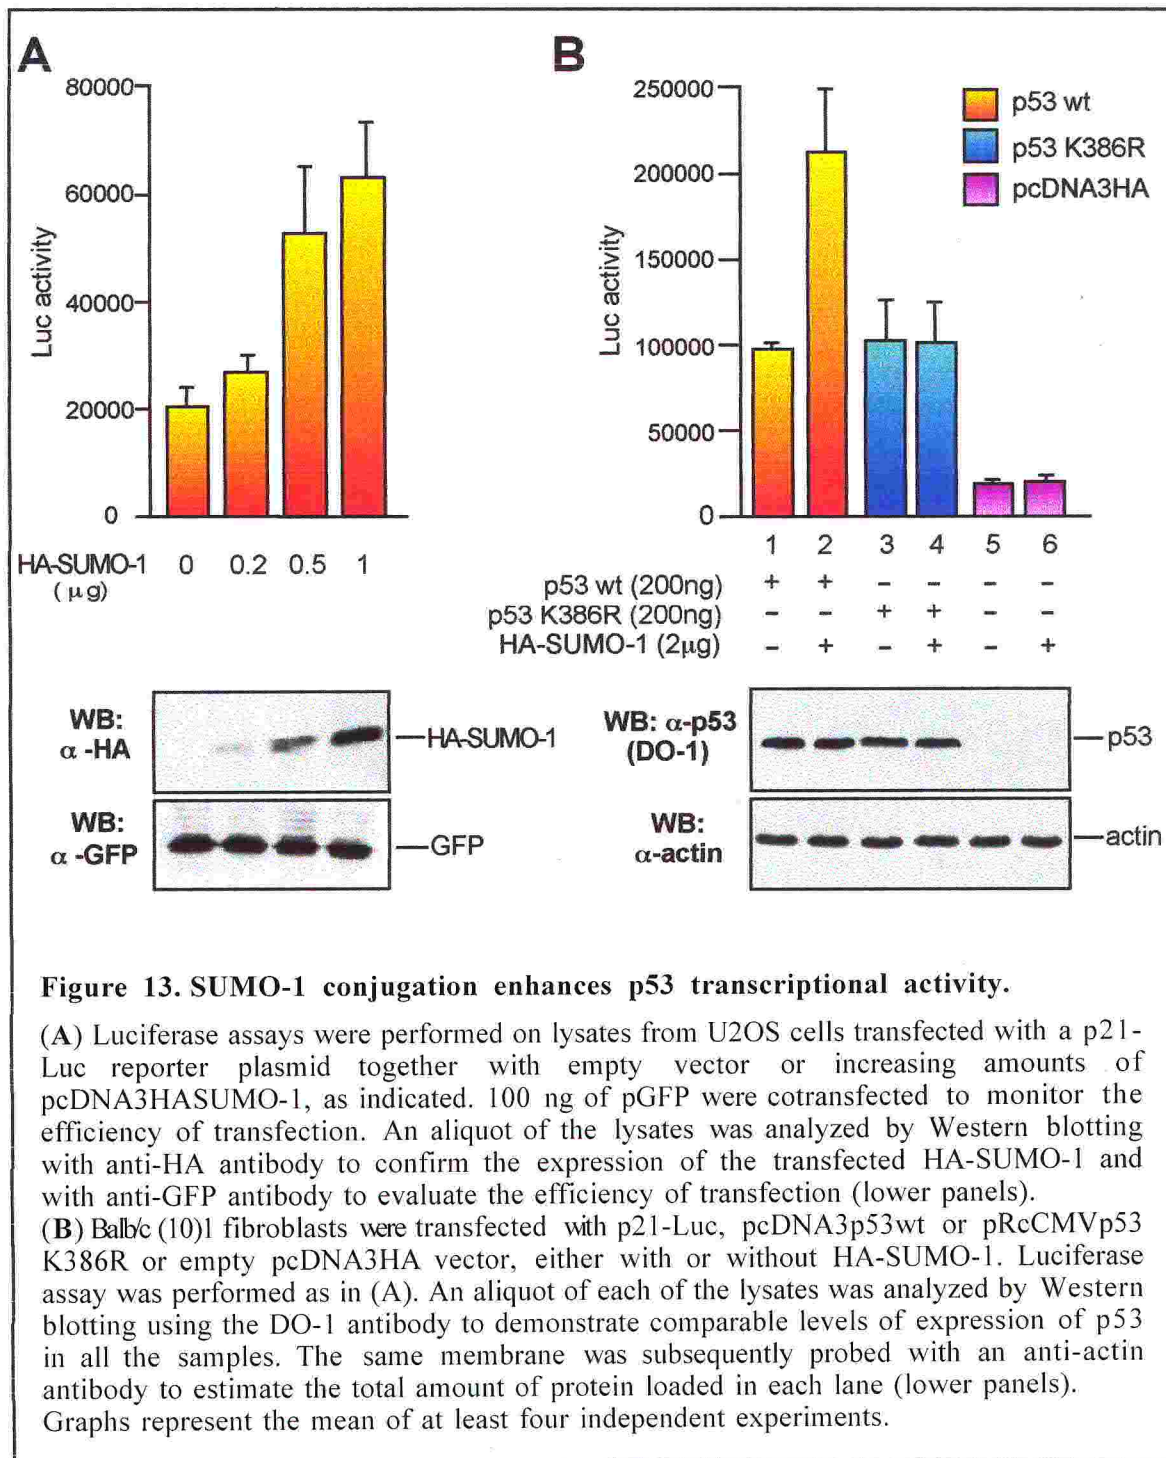 A
80000
60000
40000
20000
0
Luc activity
HA-SUMO-1 0 0.2 0.5 1
(μg)
WB:
α -HA
HA-SUMO-1
WB:
α -GFP
GFP
B
250000
200000
150000
100000
50000
0
Luc activity
p53 wt
p53 K386R
pcDNA3HA
1 2 3 4 5 6
p53 wt (200ng) + + – – – –
p53 K386R (200ng) – – + + – –
HA-SUMO-1 (2μg) – + – + – +
WB: α-p53
(DO-1)
p53
WB:
α-actin
actin
Figure 13. SUMO-1 conjugation enhances p53 transcriptional activity.
(A) Luciferase assays were performed on lysates from U2OS cells transfected with a p21-
Luc reporter plasmid together with empty vector or increasing amounts of
pcDNA3HASUMO-1, as indicated. 100 ng of pGFP were cotransfected to monitor the
efficiency of transfection. An aliquot of the lysates was analyzed by Western blotting
with anti-HA antibody to confirm the expression of the transfected HA-SUMO-1 and
with anti-GFP antibody to evaluate the efficiency of transfection (lower panels).
(B) Balb/c (10)1 fibroblasts were transfected with p21-Luc, pcDNA3p53wt or pRcCMVp53
K386R or empty pcDNA3HA vector, either with or without HA-SUMO-1. Luciferase
assay was performed as in (A). An aliquot of each of the lysates was analyzed by Western
blotting using the DO-1 antibody to demonstrate comparable levels of expression of p53
in all the samples. The same membrane was subsequently probed with an anti-actin
antibody to estimate the total amount of protein loaded in each lane (lower panels).
Graphs represent the mean of at least four independent experiments.